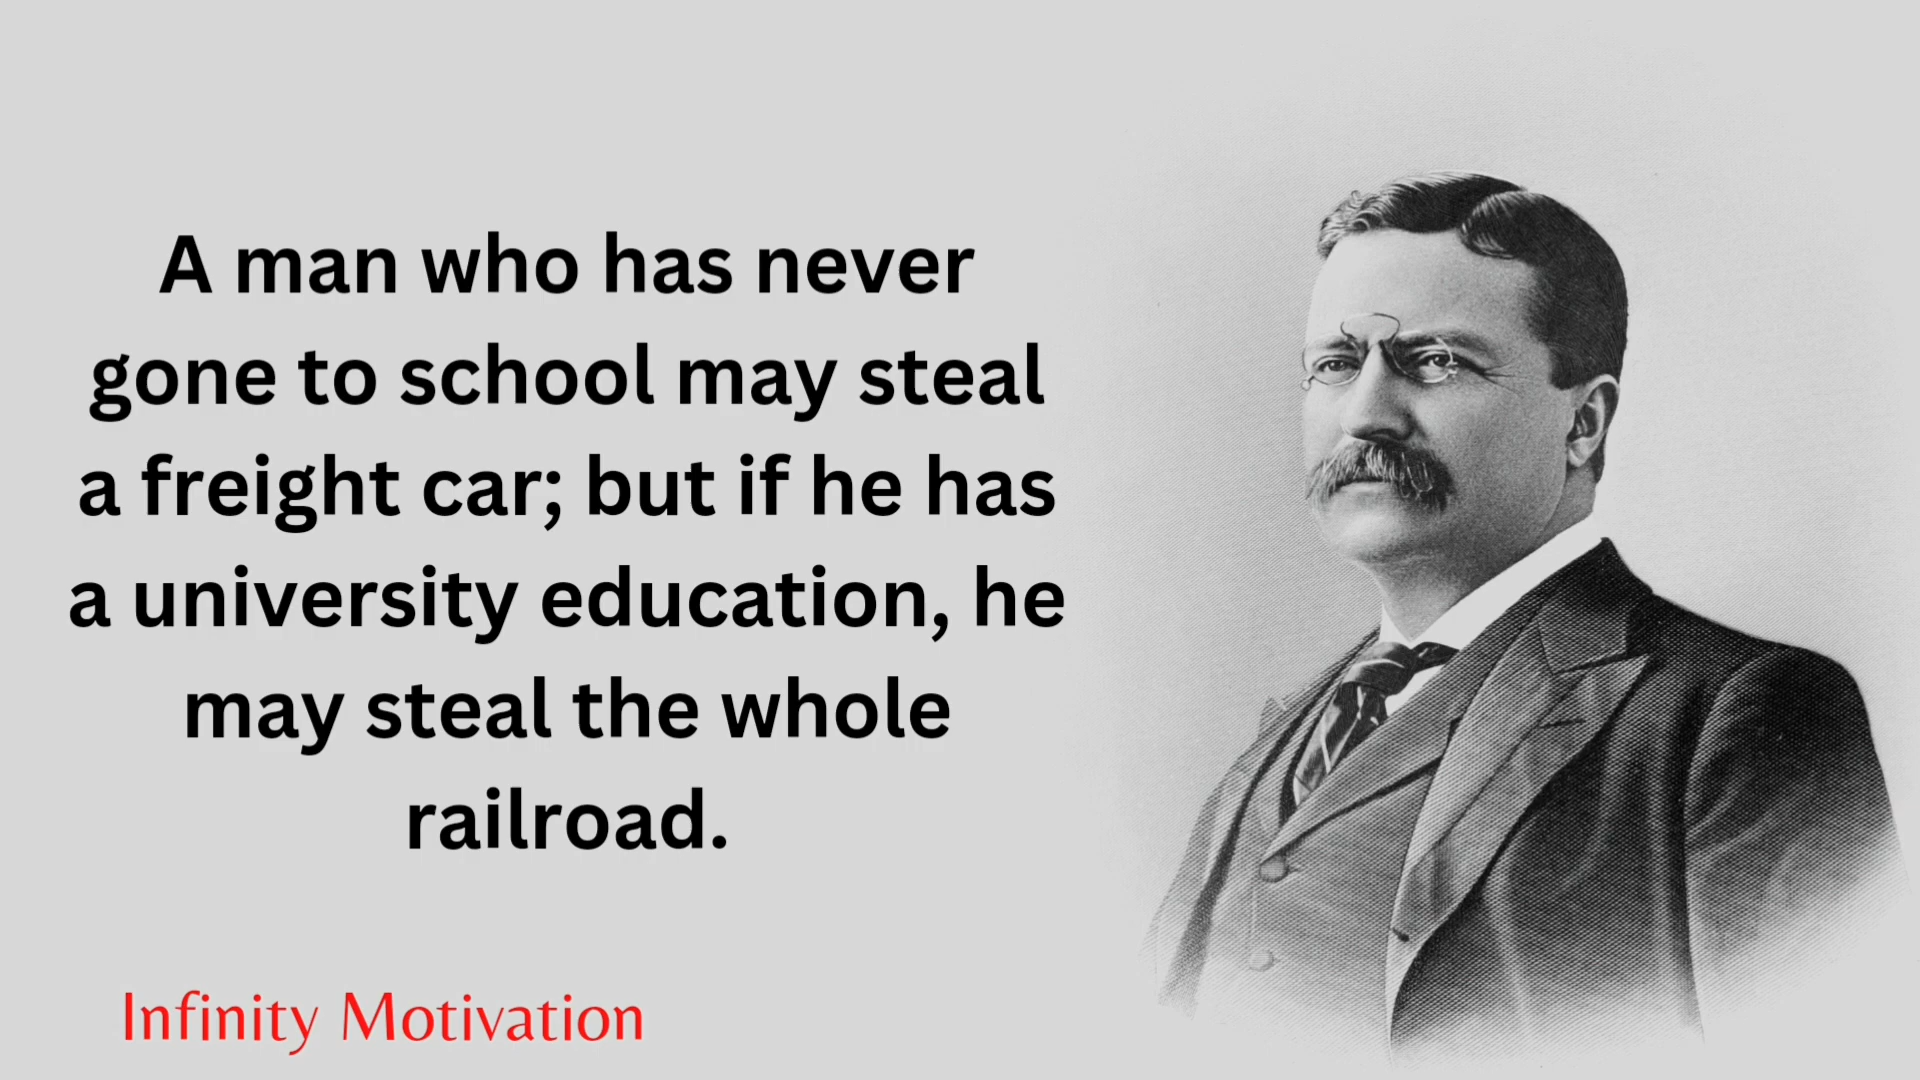 A man who has never
gone to school may steal
a freight car; but if he has
a university education, he
may steal the whole
railroad.
Infinity Motivation